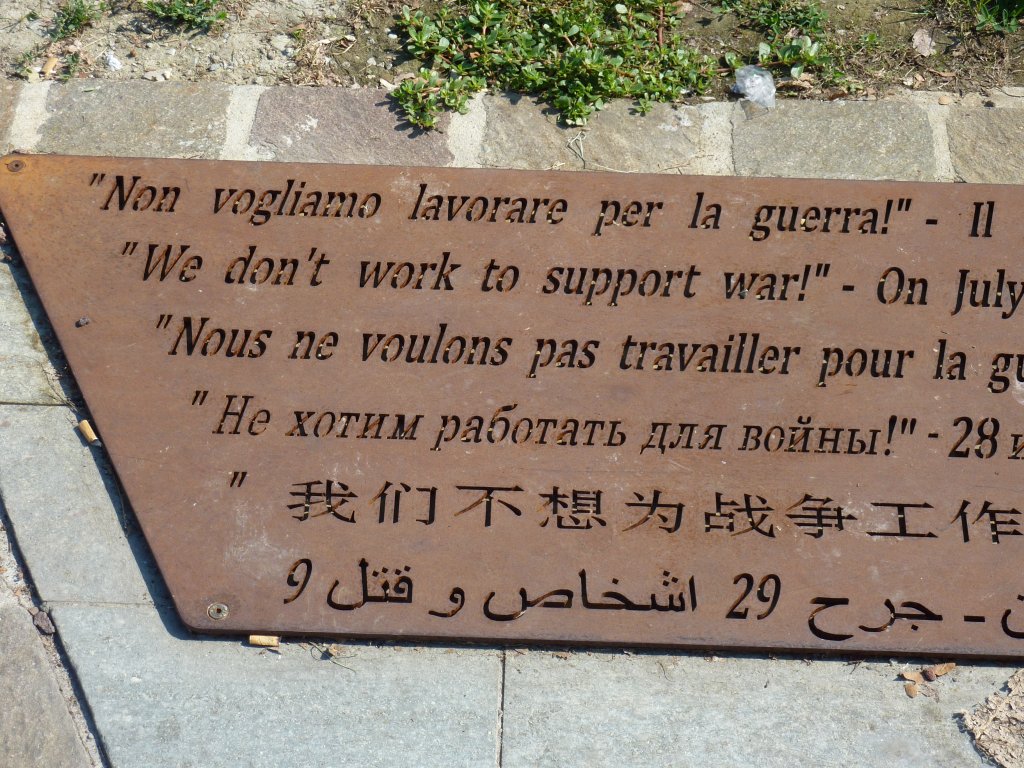 "Non vogliamo lavorare per la guerra!" - Il
"We don't work to support war!" - On July
"Nous ne voulons pas travailler pour la
"Не хотим работать для войны!" - 28
"我们不想为战争工作
ـ جرح 29 اشخاص و قتل 9